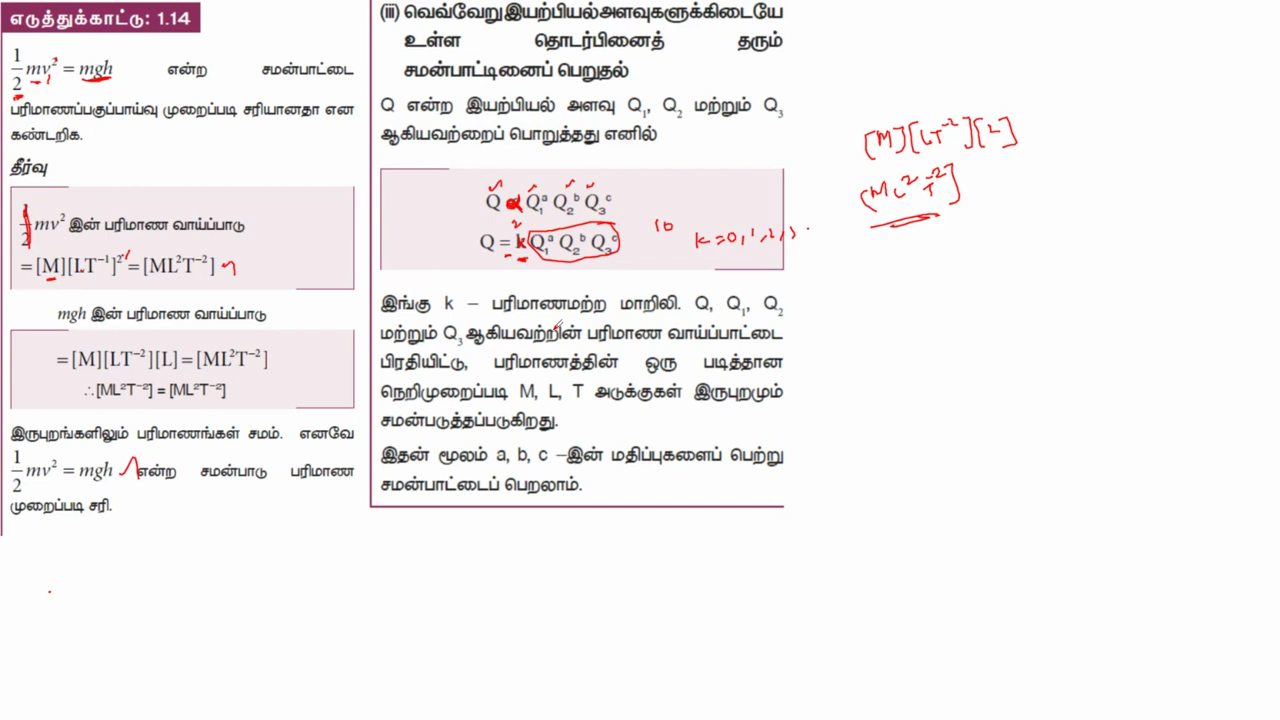 எடுத்துக்காட்டு: 1.14
1/2 mv² = mgh என்ற சமன்பாட்டை
பரிமாணப்பகுப்பாய்வு முறைப்படி சரியானதா என
கண்டறிக.
தீர்வு
1/2 mv² இன் பரிமாண வாய்பாடு
= [M][LT⁻¹]² = [ML²T⁻²]
mgh இன் பரிமாண வாய்பாடு
= [M][LT⁻²][L] = [ML²T⁻²]
∴[ML²T⁻²] = [ML²T⁻²]
இருபுறங்களிலும் பரிமாணங்கள் சமம். எனவே
1/2 mv² = mgh என்ற சமன்பாடு பரிமாண
முறைப்படி சரி.
(iii) வெவ்வேறு இயற்பியல் அளவுகளுக்கிடையே
உள்ள தொடர்பினைத் தரும்
சமன்பாட்டினைப் பெறுதல்
Q என்ற இயற்பியல் அளவு Q₁, Q₂ மற்றும் Q₃
ஆகியவற்றைப் பொறுத்தது எனில்
Q ∝ Q₁ᵃ Q₂ᵇ Q₃ᶜ
Q = k Q₁ᵃ Q₂ᵇ Q₃ᶜ
இங்கு k – பரிமாணமற்ற மாறிலி. Q, Q₁, Q₂
மற்றும் Q₃ ஆகியவற்றின் பரிமாண வாய்ப்பாட்டை
பிரதியிட்டு, பரிமாணத்தின் ஒரு படித்தான
நெறிமுறைப்படி M, L, T அடுக்குகள் இருபுறமும்
சமன்படுத்தப்படுகிறது.
இதன் மூலம் a, b, c –இன் மதிப்புகளைப் பெற்று
சமன்பாட்டைப் பெறலாம்.
2
10
k = 0, 1, 2, 3
[M][LT⁻²][L]
[ML²T⁻²]